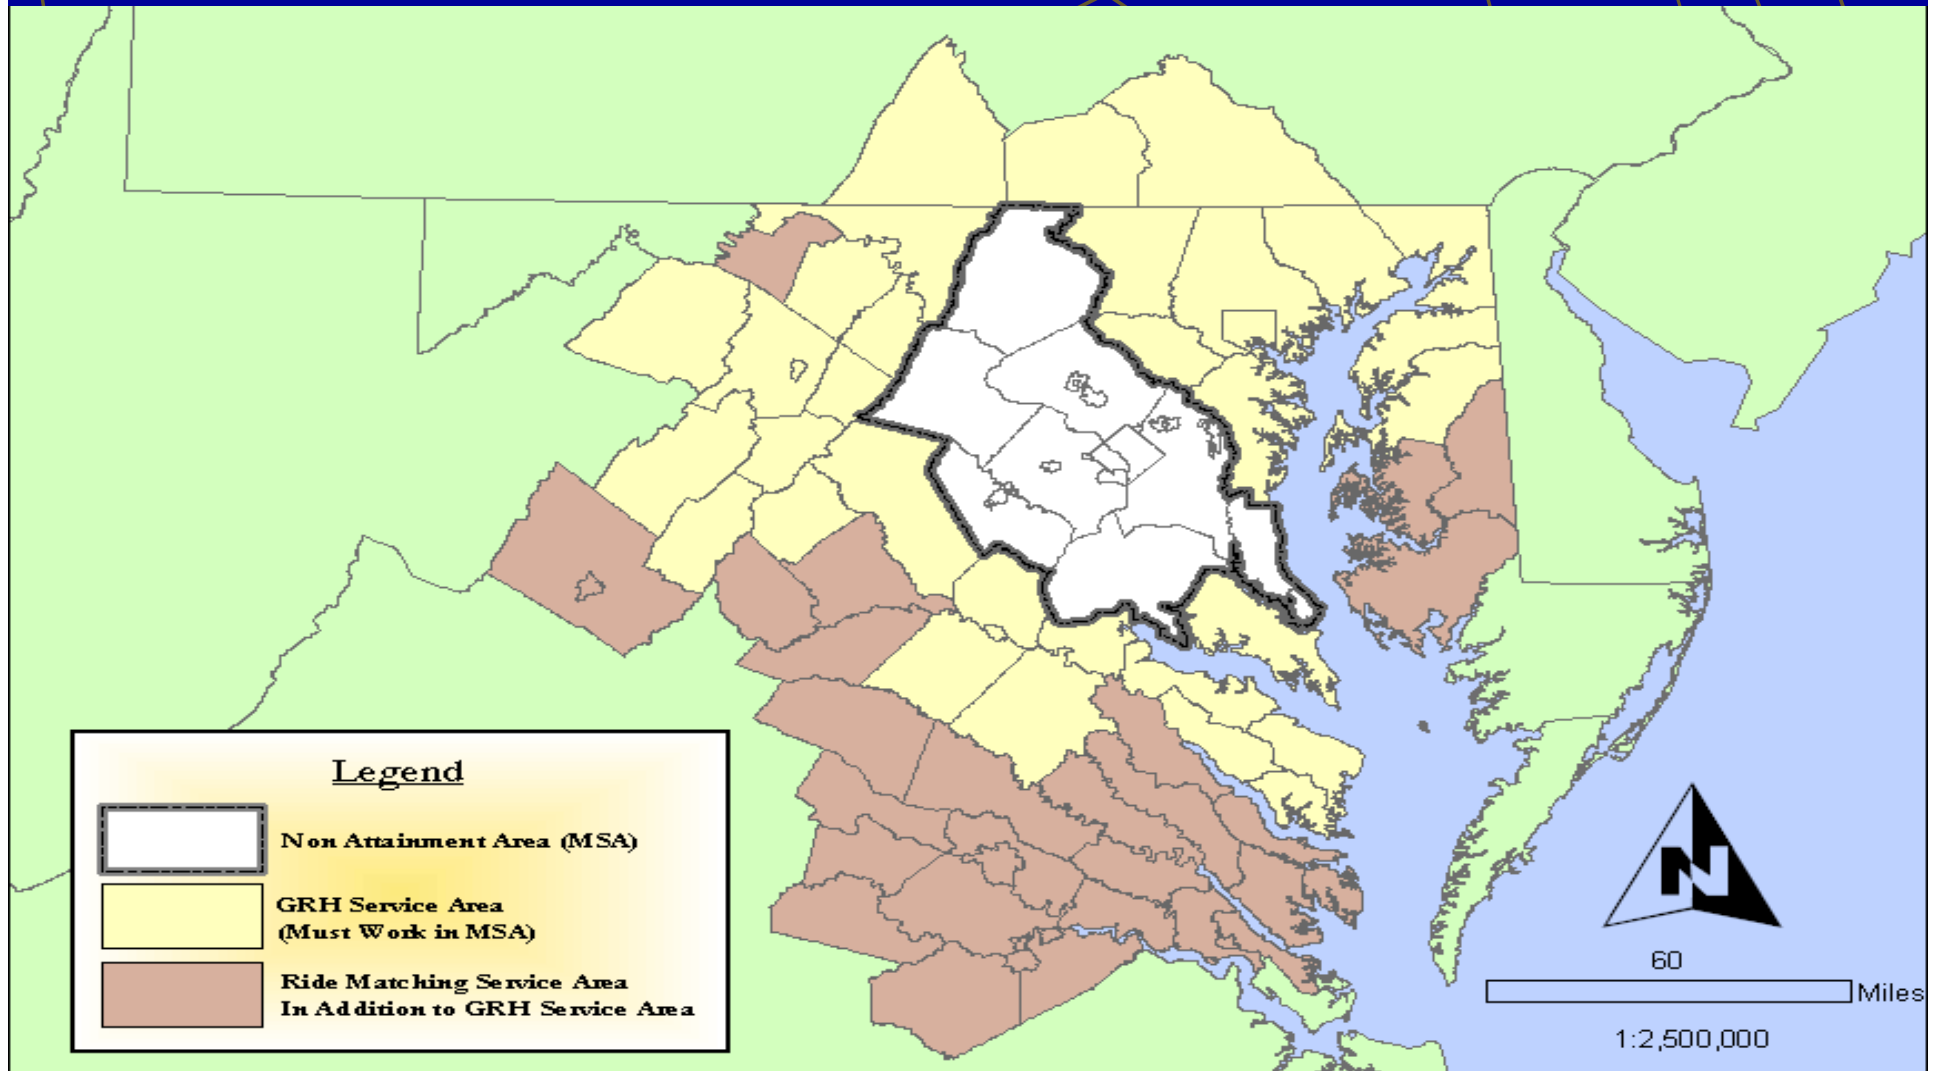 Legend
Non Attainment Area (MSA)
GRH Service Area
(Must Work in MSA)
Ride Matching Service Area
In Addition to GRH Service Area
N
60
Miles
1:2,500,000